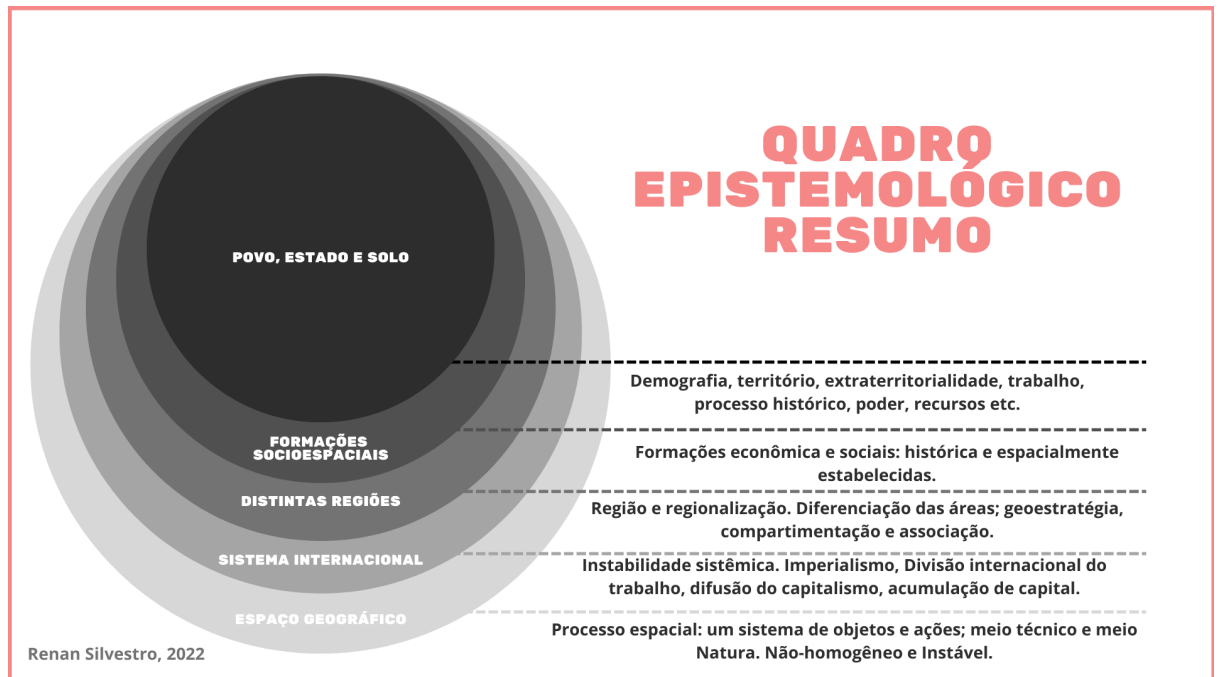 QUADRO
EPISTEMOLÓGICO
RESUMO
POVO, ESTADO E SOLO
Demografia, território, extraterritorialidade, trabalho,
processo histórico, poder, recursos etc.
FORMAÇÕES
SOCIOESPACIAIS
Formações econômica e sociais: histórica e espacialmente
estabelecidas.
DISTINTAS REGIÕES
Região e regionalização. Diferenciação das áreas; geoestratégia,
compartimentação e associação.
SISTEMA INTERNACIONAL
Instabilidade sistêmica. Imperialismo, Divisão internacional do
trabalho, difusão do capitalismo, acumulação de capital.
ESPAÇO GEOGRÁFICO
Processo espacial: um sistema de objetos e ações; meio técnico e meio
Natura. Não-homogêneo e Instável.
Renan Silvestro, 2022